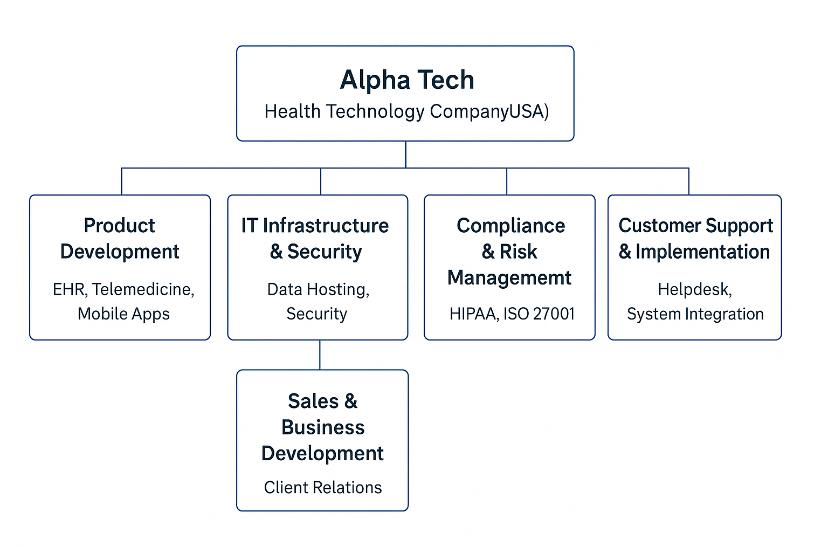 Alpha Tech
Health Technology CompanyUSA)
Product
Development
EHR, Telemedicine,
Mobile Apps
IT Infrastructure
& Security
Data Hosting,
Security
Compliance
& Risk
Managememt
HIPAA, ISO 27001
Customer Support
& Implementation
Helpdesk,
System Integration
Sales &
Business
Development
Client Relations